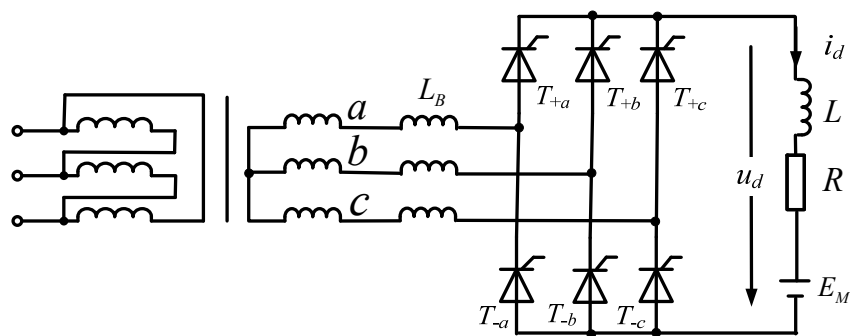 a
L_B
b
c
T_{+a}
T_{+b}
T_{+c}
i_d
L
u_d
R
E_M
T_{-a}
T_{-b}
T_{-c}